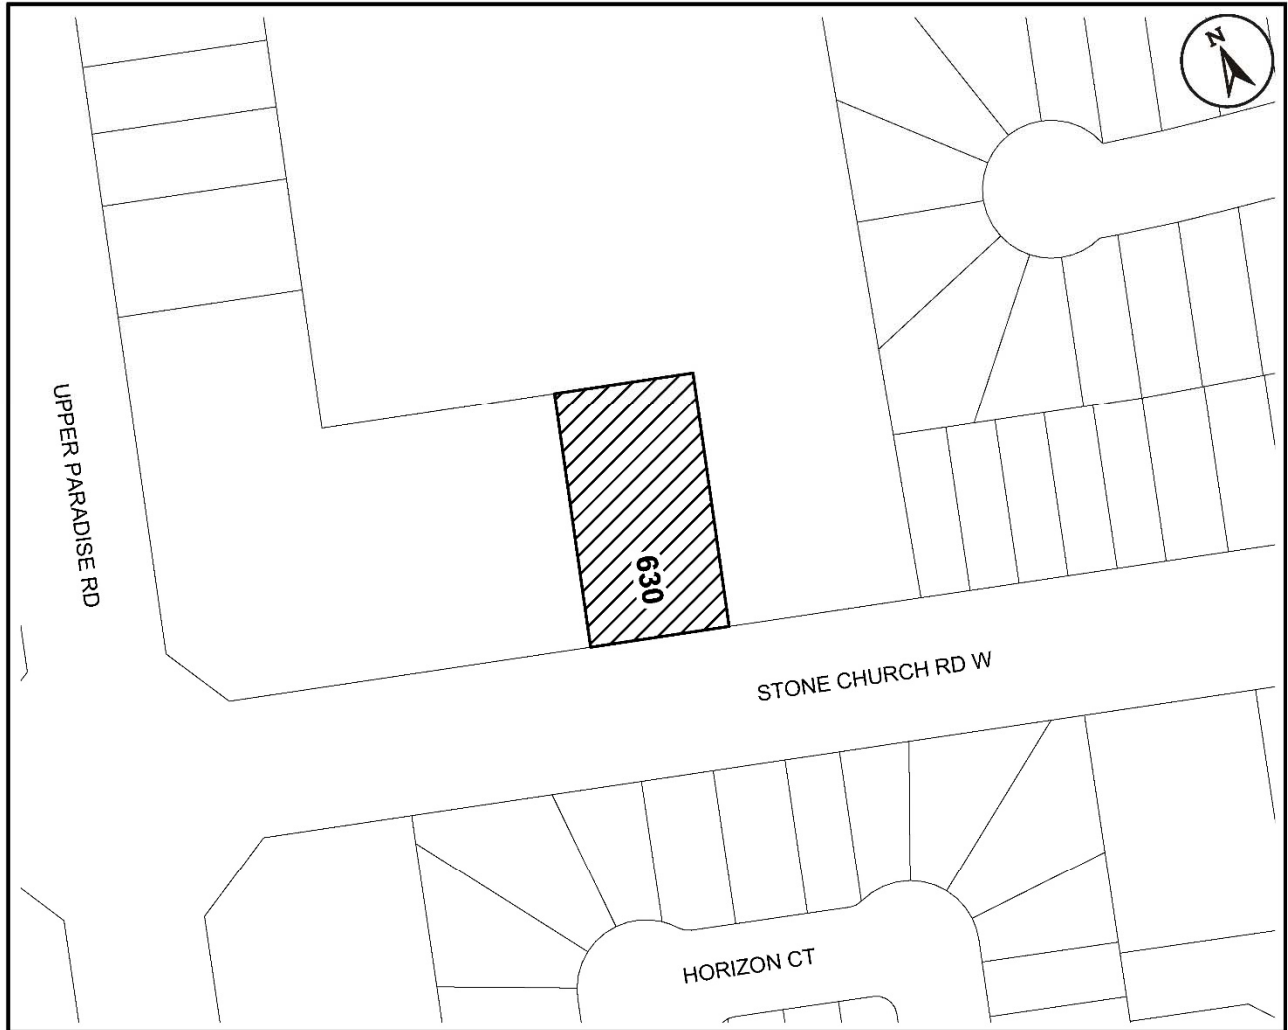 N
UPPER PARADISE RD
630
STONE CHURCH RD W
HORIZON CT